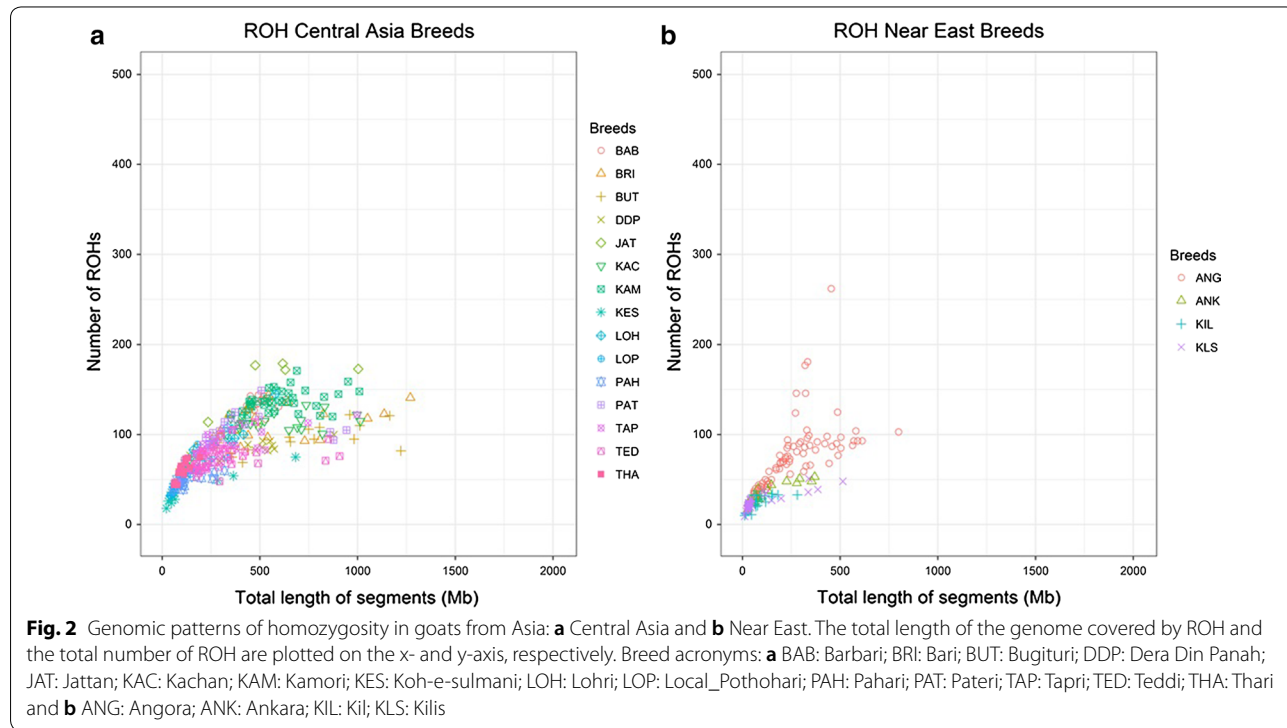 a
ROH Central Asia Breeds
500
400
300
200
100
0
Number of ROHs
0 500 1000 1500 2000
Total length of segments (Mb)
Breeds
BAB
BRI
BUT
DDP
JAT
KAC
KAM
KES
LOH
LOP
PAH
PAT
TAP
TED
THA
b
ROH Near East Breeds
500
400
300
200
100
0
Number of ROHs
0 500 1000 1500 2000
Total length of segments (Mb)
Breeds
ANG
ANK
KIL
KLS
Fig. 2 Genomic patterns of homozygosity in goats from Asia: a Central Asia and b Near East. The total length of the genome covered by ROH and
the total number of ROH are plotted on the x- and y-axis, respectively. Breed acronyms: a BAB: Barbari; BRI: Bari; BUT: Bugituri; DDP: Dera Din Panah;
JAT: Jattan; KAC: Kachan; KAM: Kamori; KES: Koh-e-sulmani; LOH: Lohri; LOP: Local_Pothohari; PAH: Pahari; PAT: Pateri; TAP: Tapri; TED: Teddi; THA: Thari
and b ANG: Angora; ANK: Ankara; KIL: Kil; KLS: Kilis